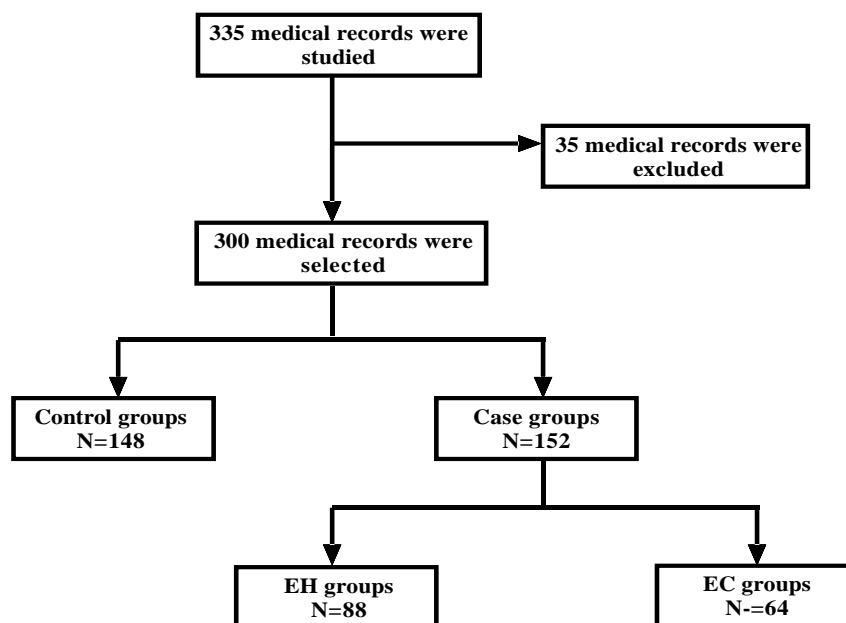 335 medical records were
studied
35 medical records were
excluded
300 medical records were
selected
Control groups
N=148
Case groups
N=152
EH groups
N=88
EC groups
N-=64